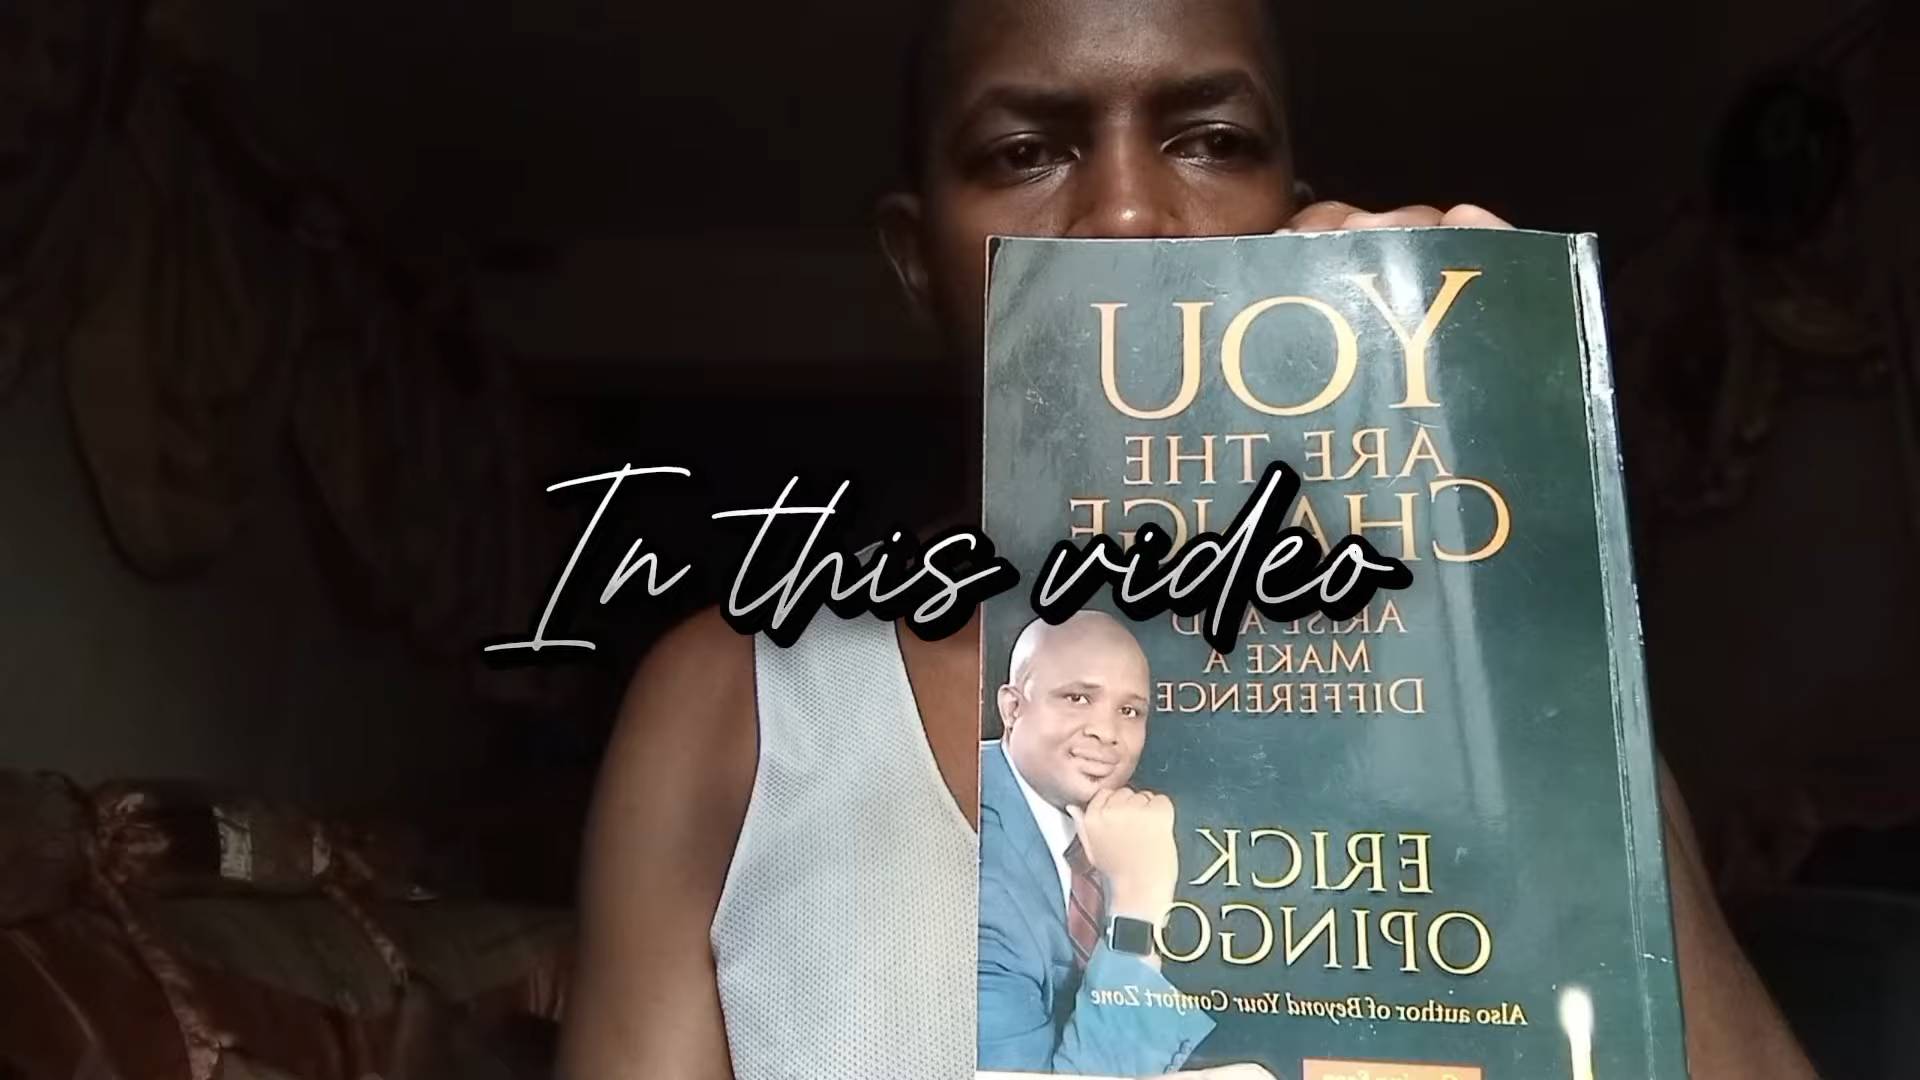 YOU
ARE THE
CHANGE
In this video
ARISE AND
MAKE A
DIFFERENCE
ERICK
OPINGO
Also author of Beyond Your Comfort Zone